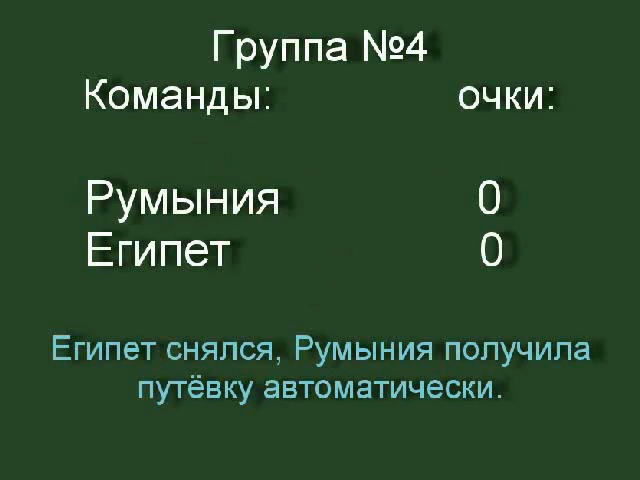 Группа №4
Команды: очки:
Румыния 0
Египет 0
Египет снялся, Румыния получила
путёвку автоматически.